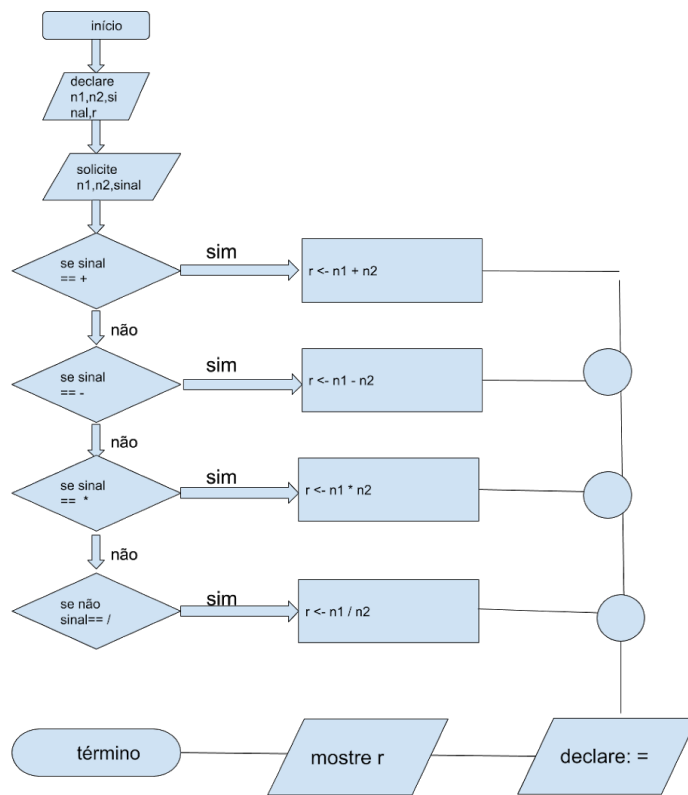 início
declare
n1,n2,si
nal,r
solicite
n1,n2,sinal
se sinal
== +
sim
r <- n1 + n2
não
se sinal
== -
sim
r <- n1 - n2
não
se sinal
== *
sim
r <- n1 * n2
não
se não
sinal== /
sim
r <- n1 / n2
término
mostre r
declare: =